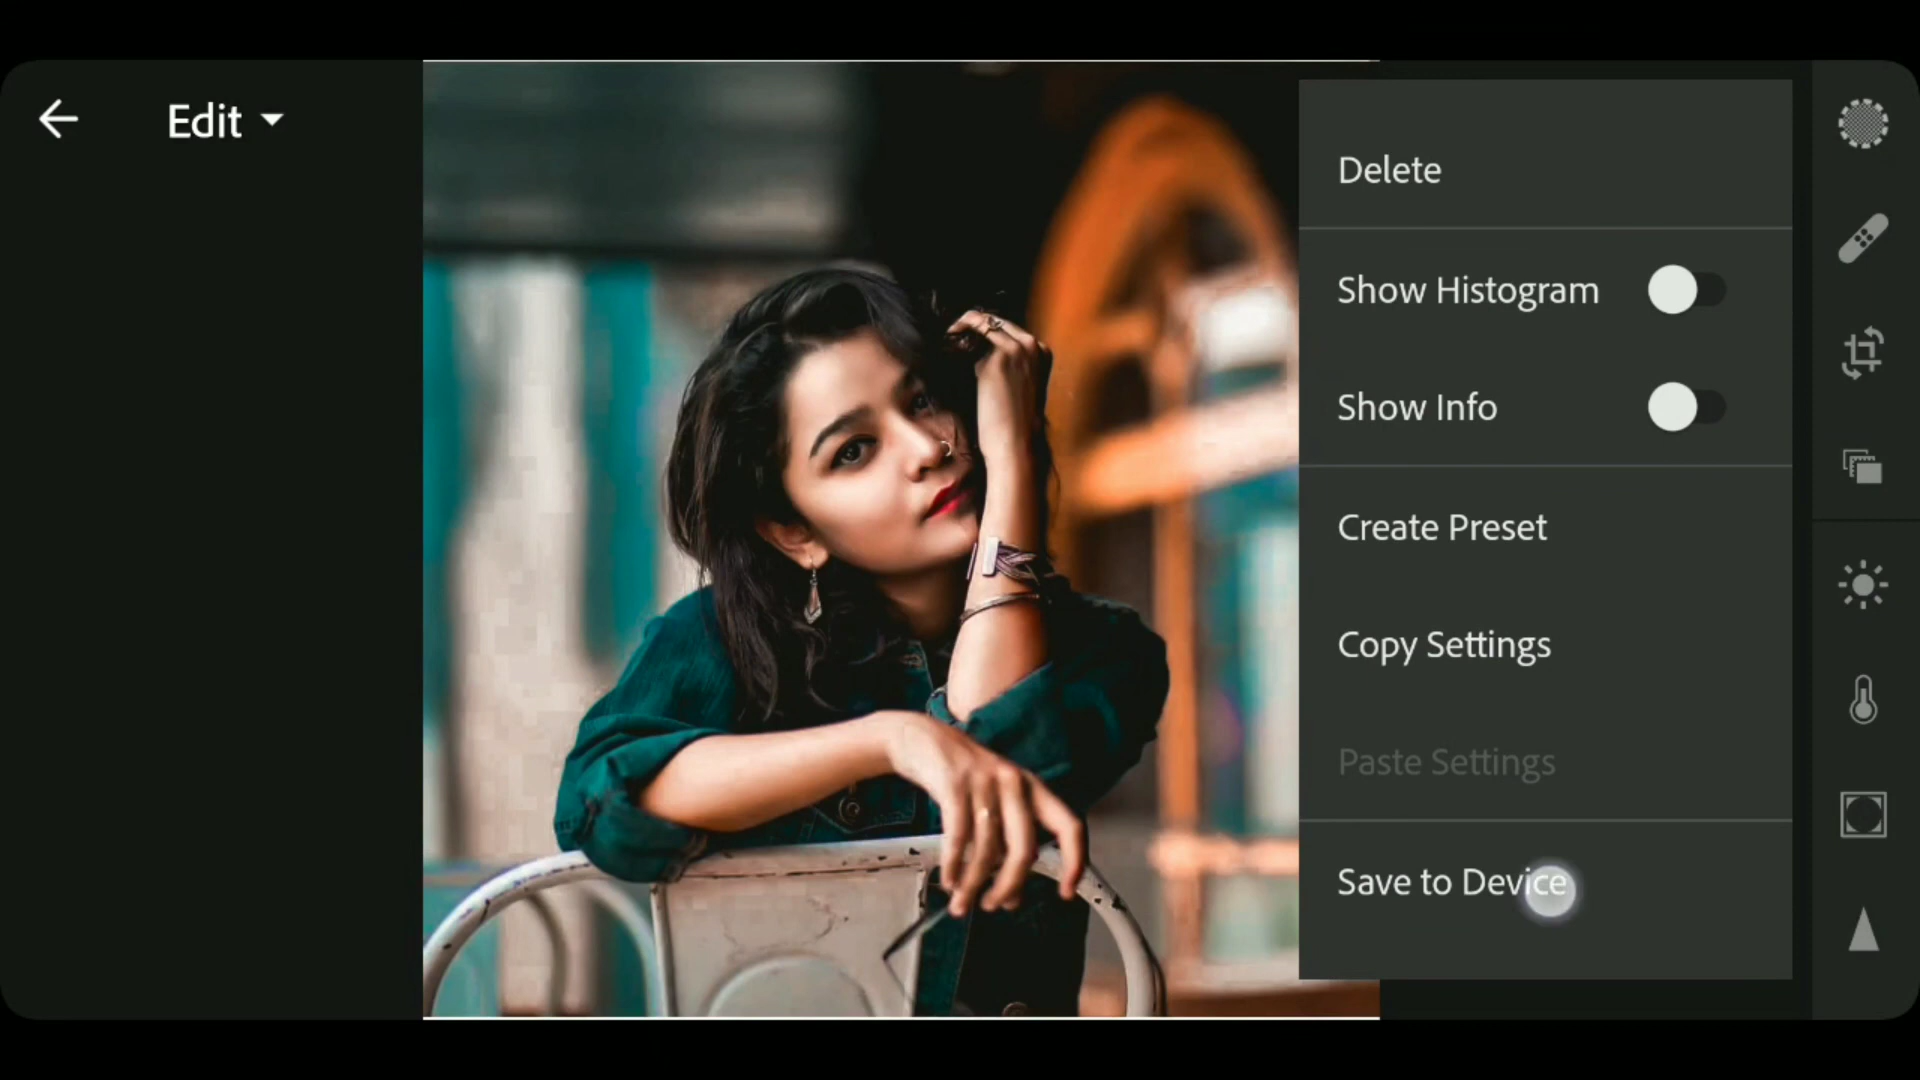 Edit
Delete
Show Histogram
Show Info
Create Preset
Copy Settings
Paste Settings
Save to Device